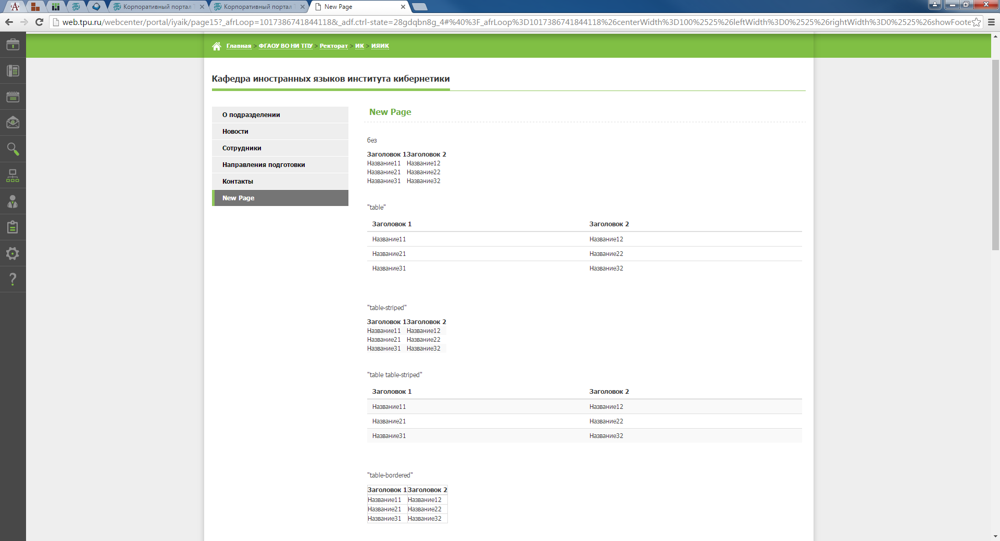 Корпоративный портал Т
Корпоративный портал Т
New Page
web.tpu.ru/webcenter/portal/iyaik/page15?_afrLoop=1017386741844118&_adf.ctrl-state=28gdqbn8g_4#%40%3F_afrLoop%3D1017386741844118%26centerWidth%3D100%2525%26leftWidth%3D0%2525%26rightWidth%3D0%2525%26showFoote
Главная > ФГАОУ ВО НИ ТПУ > Ректорат > ИК > ИЯИК
Кафедра иностранных языков института кибернетики
О подразделении
Новости
Сотрудники
Направления подготовки
Контакты
New Page
New Page
без
Заголовок 1 Заголовок 2
Название11 Название12
Название21 Название22
Название31 Название32
"table"
Заголовок 1 Заголовок 2
Название11 Название12
Название21 Название22
Название31 Название32
"table-striped"
Заголовок 1 Заголовок 2
Название11 Название12
Название21 Название22
Название31 Название32
"table table-striped"
Заголовок 1 Заголовок 2
Название11 Название12
Название21 Название22
Название31 Название32
"table-bordered"
Заголовок 1 Заголовок 2
Название11 Название12
Название21 Название22
Название31 Название32